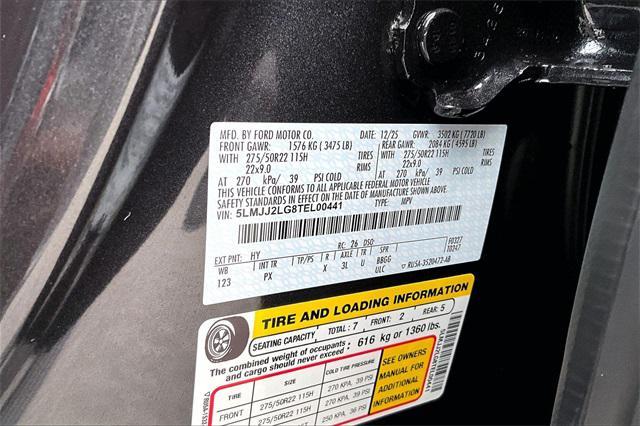 MFD. BY FORD MOTOR CO.
12/25 GVWR: 3502 KG (7720 LB)
FRONT GAWR: 1576 KG (3475 LB)
REAR GAWR: 2084 KG (4595 LB)
WITH 275/50R22 115H TIRES
WITH 275/50R22 115H TIRES
22x9.0 RIMS
22x9.0 RIMS
AT 270 kPa/ 39 PSI COLD
AT 270 kPa/ 39 PSI COLD
THIS VEHICLE CONFORMS TO ALL APPLICABLE FEDERAL MOTOR VEHICLE
SAFETY STANDARDS IN EFFECT ON THE DATE OF MANUFACTURE SHOWN ABOVE.
VIN: 5LMJJ2LG8TEL00441
TYPE: MPV
F0327
10247
EXT PNT: HY RC: 26 DSO:
WB INT TR TP/PS R AXLE TR SPR
123 PX X 3L U BBGG
ULC
RU5A-3520472-AB
TIRE AND LOADING INFORMATION
SEATING CAPACITY TOTAL: 7 FRONT: 2 REAR: 5
The combined weight of occupants
and cargo should never exceed: 616 kg or 1360 lbs.
TIRE SIZE COLD TIRE PRESSURE
FRONT 275/50R22 115H 270 KPA, 39 PSI
275/50R22 115H 270 KPA, 39 PSI
SEE OWNERS
MANUAL FOR
ADDITIONAL
INFORMATION
5LMJJ2LG8TEL00441